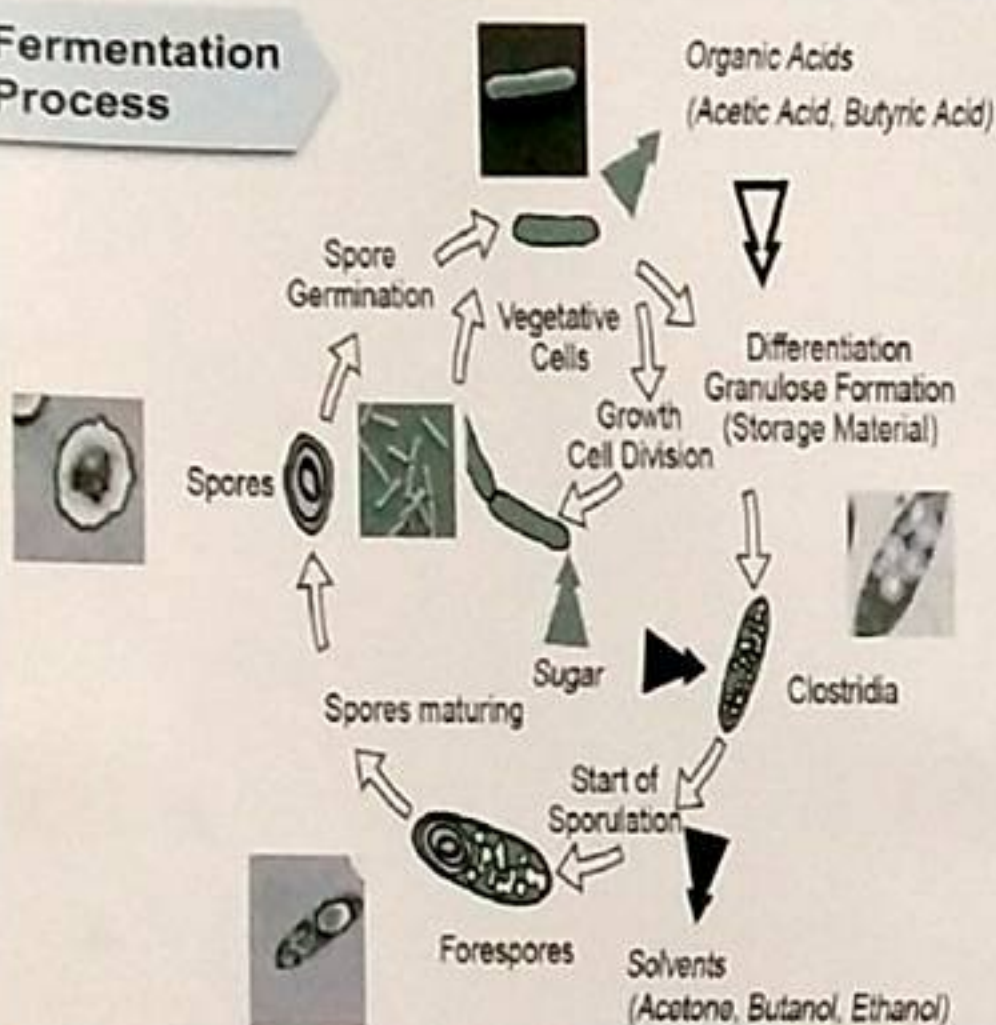 Fermentation
Process
Organic Acids
(Acetic Acid, Butyric Acid)
Spore
Germination
Vegetative
Cells
Differentiation
Granulose Formation
(Storage Material)
Growth
Cell Division
Spores
Sugar
Clostridia
Spores maturing
Start of
Sporulation
Forespores
Solvents
(Acetone, Butanol, Ethanol)